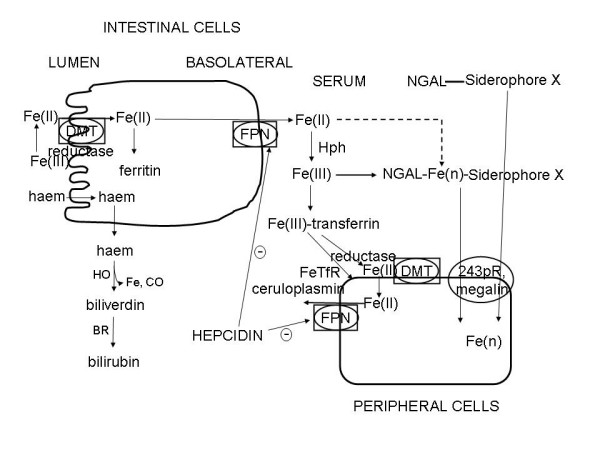 INTESTINAL CELLS
LUMEN
BASOLATERAL
SERUM
NGAL
Siderophore X
Fe(II)
DMT
Fe(II)
FPN
Fe(II)
reductase
Fe(III)
ferritin
Hph
Fe(III)
NGAL-Fe(n)-Siderophore X
haem
haem
Fe(III)-transferrin
haem
HO
Fe, CO
biliverdin
BR
bilirubin
reductase
FeTfR
Fe(II)
DMT
243pR,
megalin
ceruloplasmin
Fe(II)
FPN
HEPCIDIN
−
−
Fe(n)
PERIPHERAL CELLS